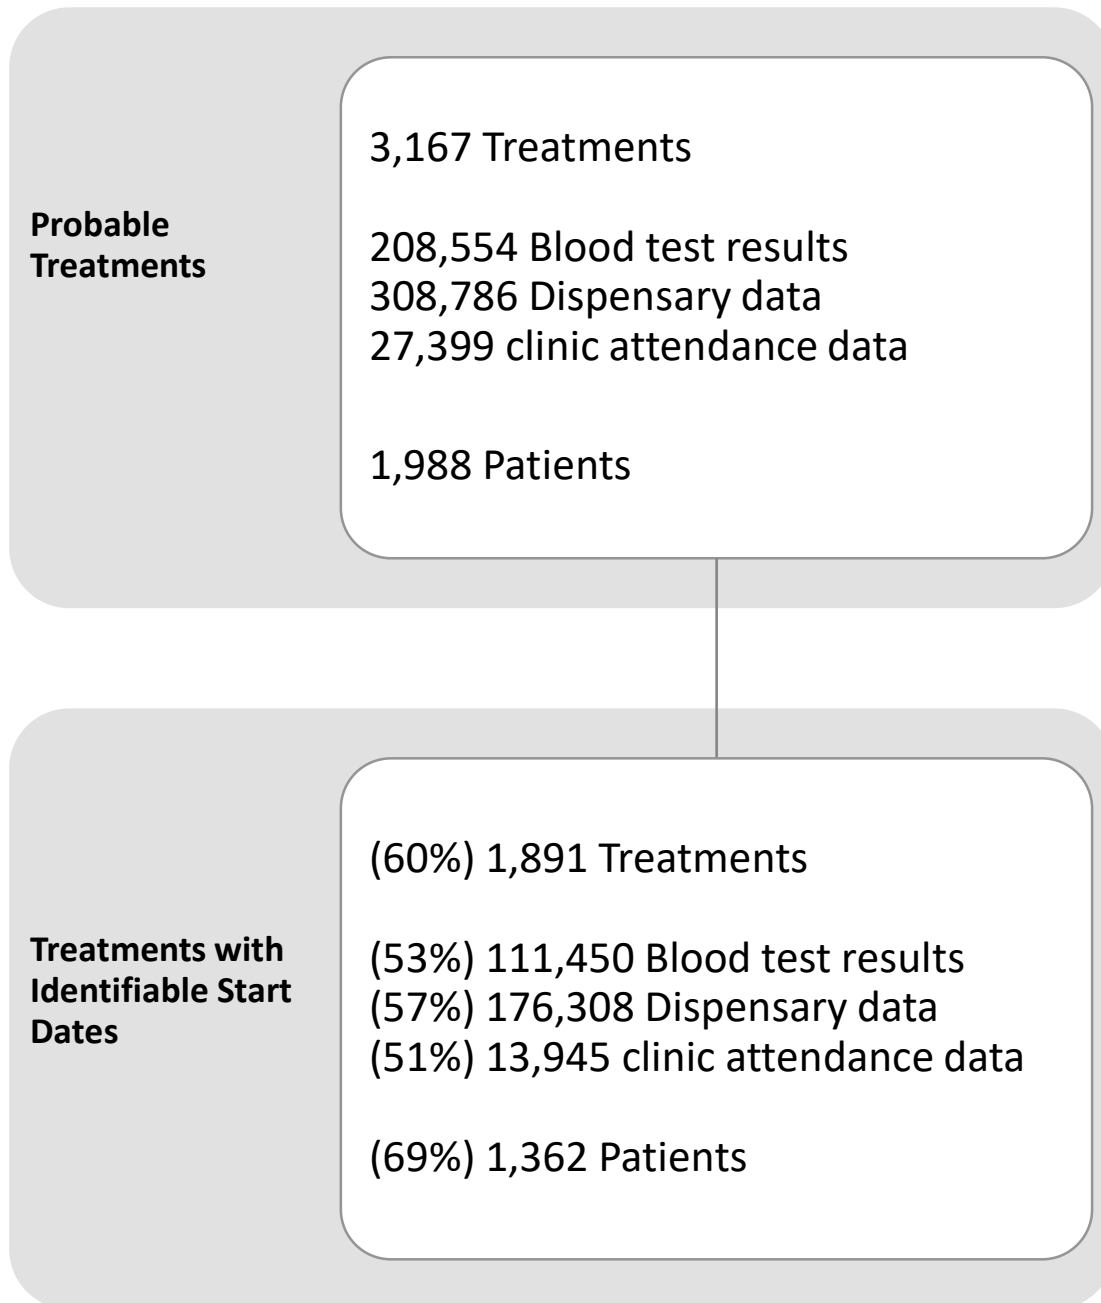 Probable
Treatments
3,167 Treatments
208,554 Blood test results
308,786 Dispensary data
27,399 clinic attendance data
1,988 Patients
Treatments with
Identifiable Start
Dates
(60%) 1,891 Treatments
(53%) 111,450 Blood test results
(57%) 176,308 Dispensary data
(51%) 13,945 clinic attendance data
(69%) 1,362 Patients